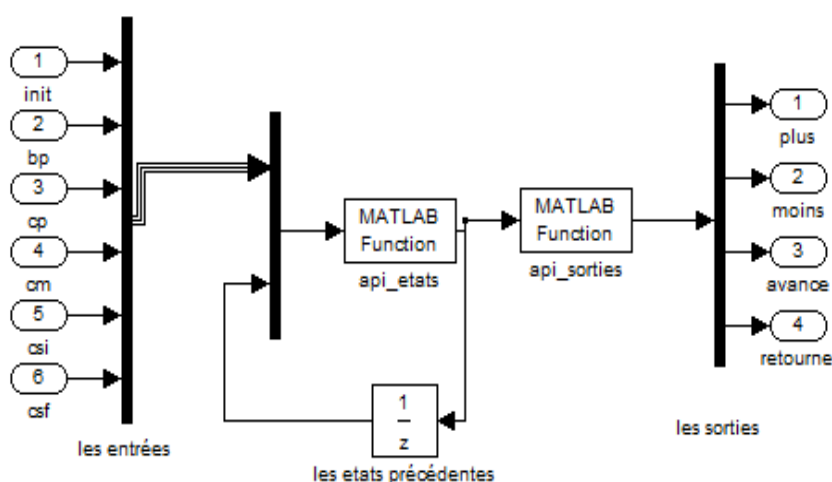 1
init
2
bp
3
cp
4
cm
5
csi
6
csf
les entrées
MATLAB
Function
api_etats
1
z
les etats précédentes
MATLAB
Function
api_sorties
1
plus
2
moins
3
avance
4
retourne
les sorties